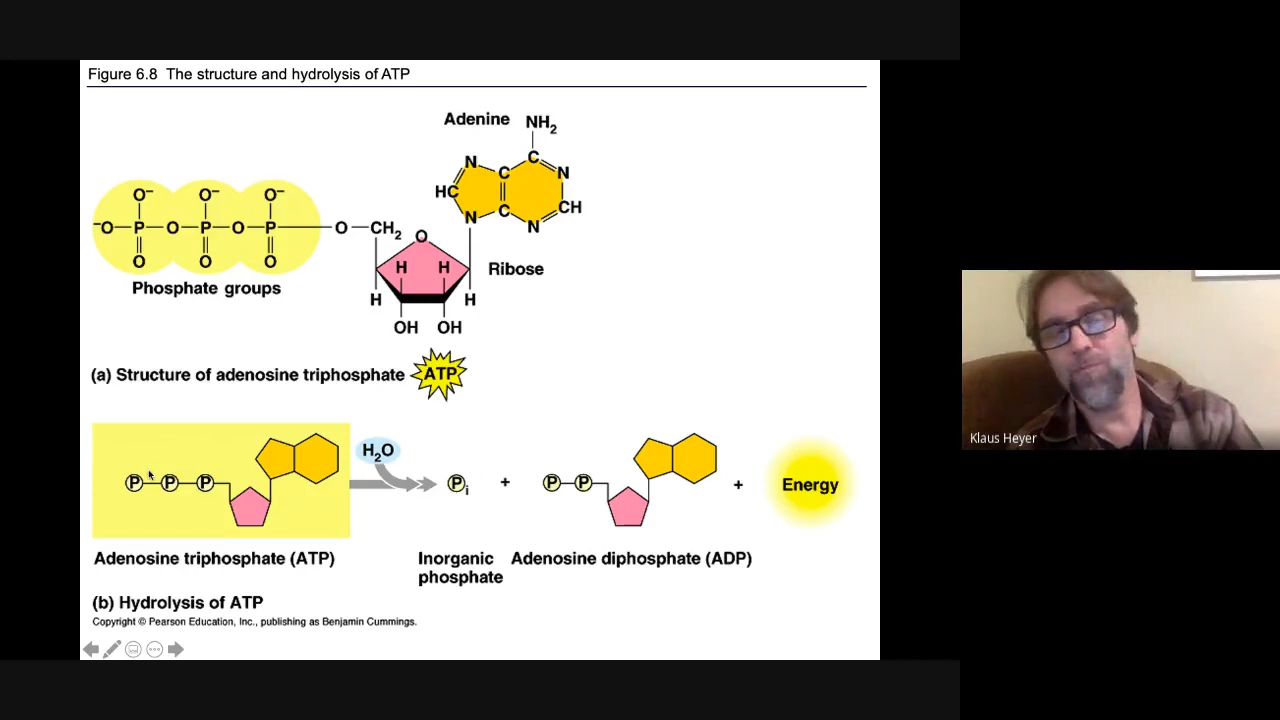 Figure 6.8 The structure and hydrolysis of ATP
Adenine
NH2
N
C
N
C
HC
CH
N
C
N
O⁻
O⁻
O⁻
⁻O
P
O
P
O
P
O
CH2
O
O
O
O
H
H
Ribose
Phosphate groups
H
H
OH
OH
(a) Structure of adenosine triphosphate
ATP
H2O
P
P
P
Pi
+
P
P
+
Energy
Adenosine triphosphate (ATP)
Inorganic
phosphate
Adenosine diphosphate (ADP)
(b) Hydrolysis of ATP
Copyright © Pearson Education, Inc., publishing as Benjamin Cummings.
Klaus Heyer